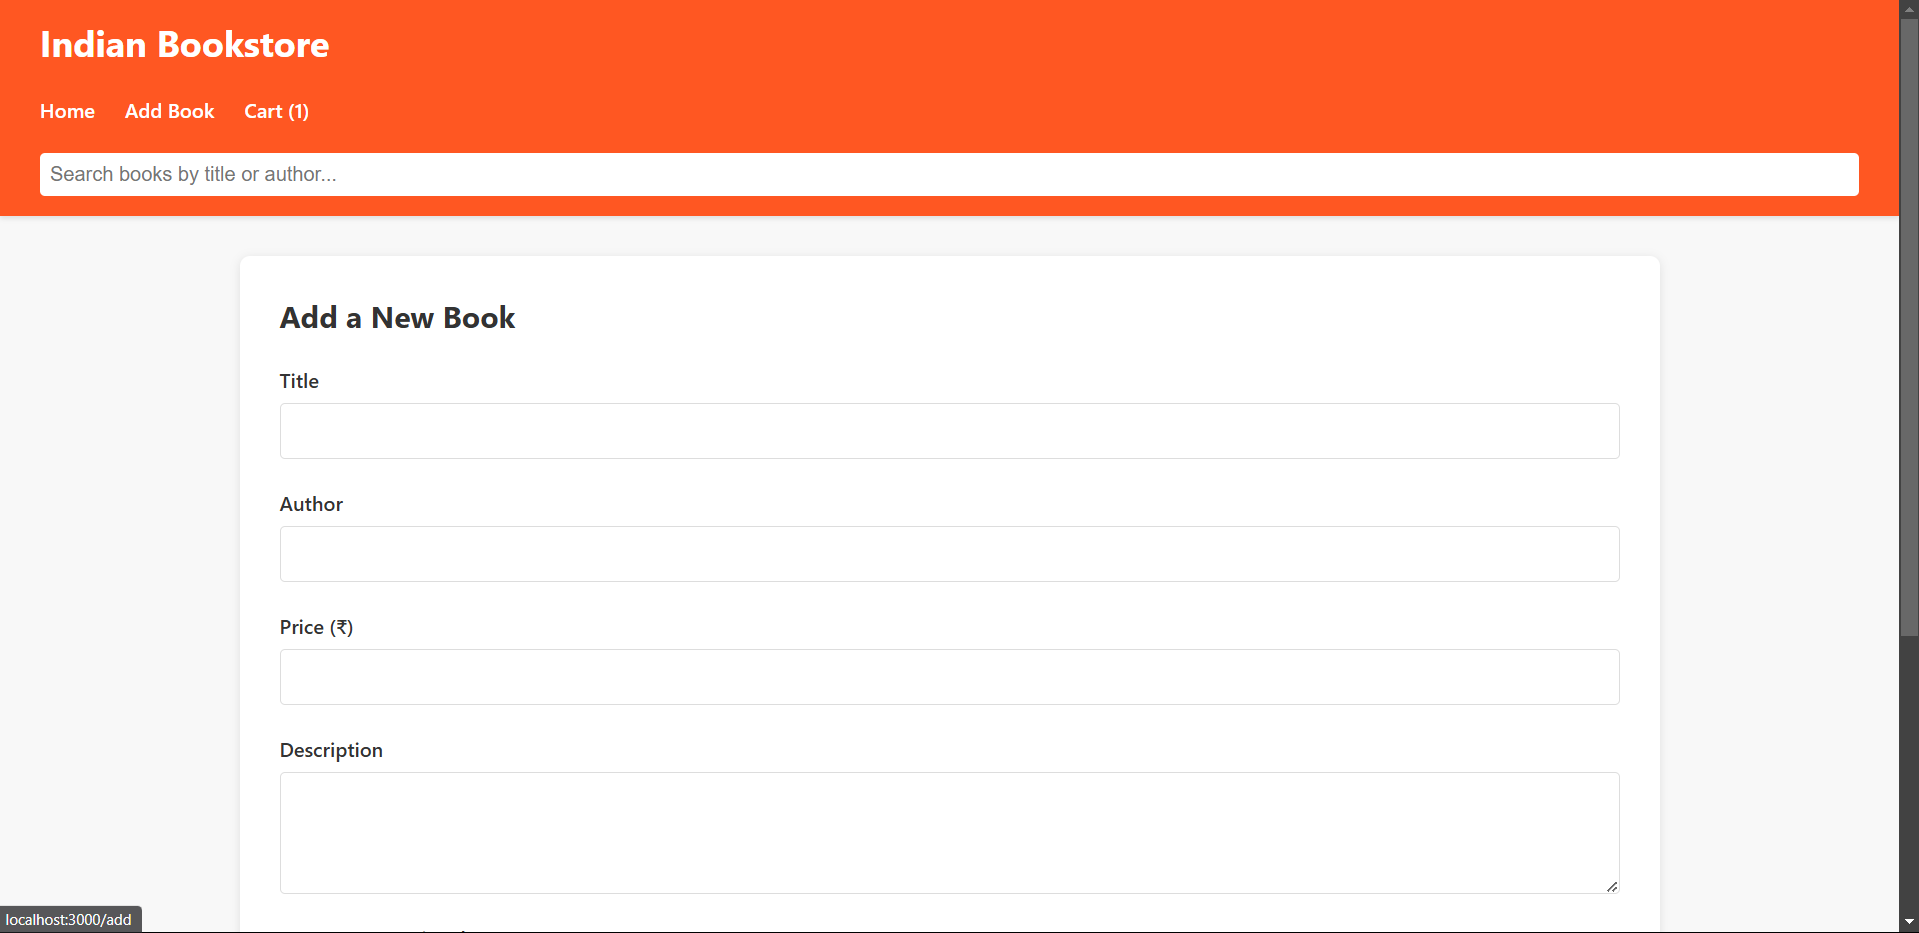 Indian Bookstore
Home Add Book Cart (1)
Search books by title or author...
Add a New Book
Title
Author
Price (₹)
Description
localhost:3000/add